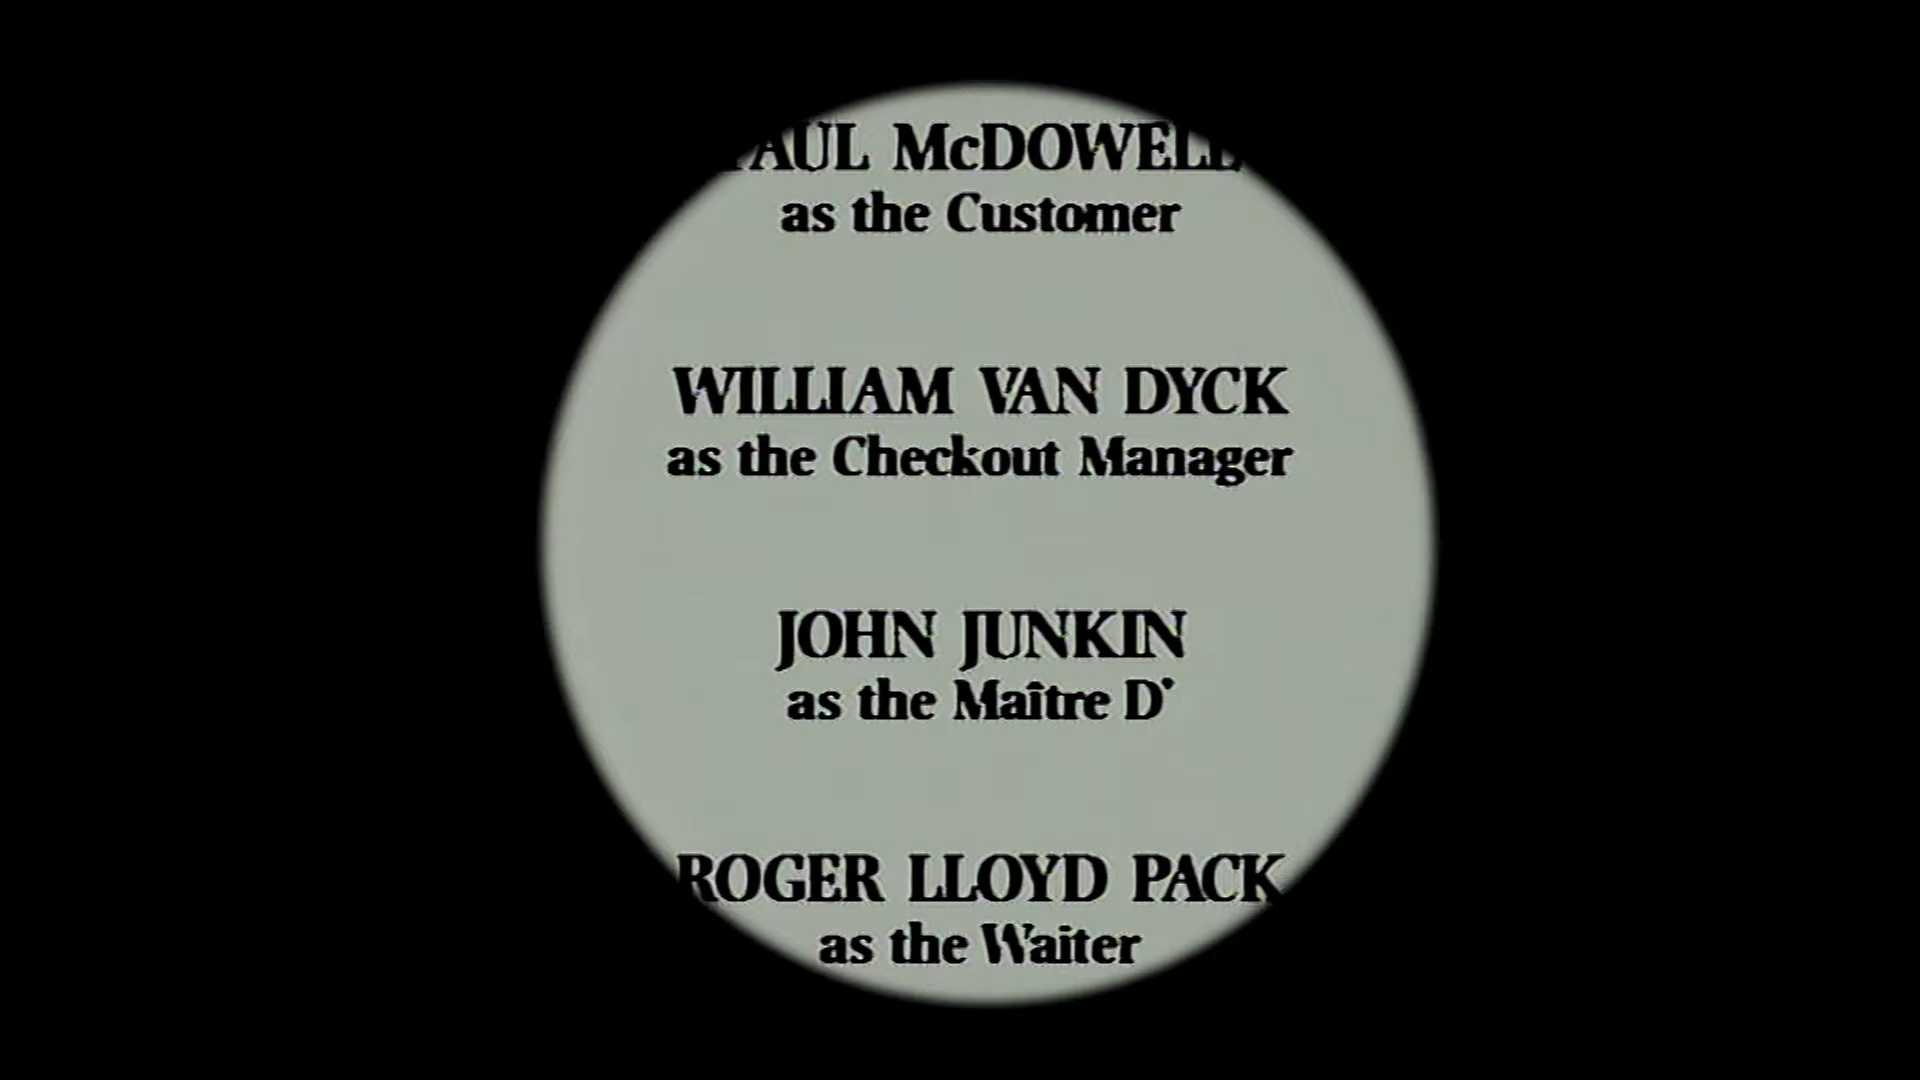 PAUL McDOWELL
as the Customer
WILLIAM VAN DYCK
as the Checkout Manager
JOHN JUNKIN
as the Maître D'
ROGER LLOYD PACK
as the Waiter